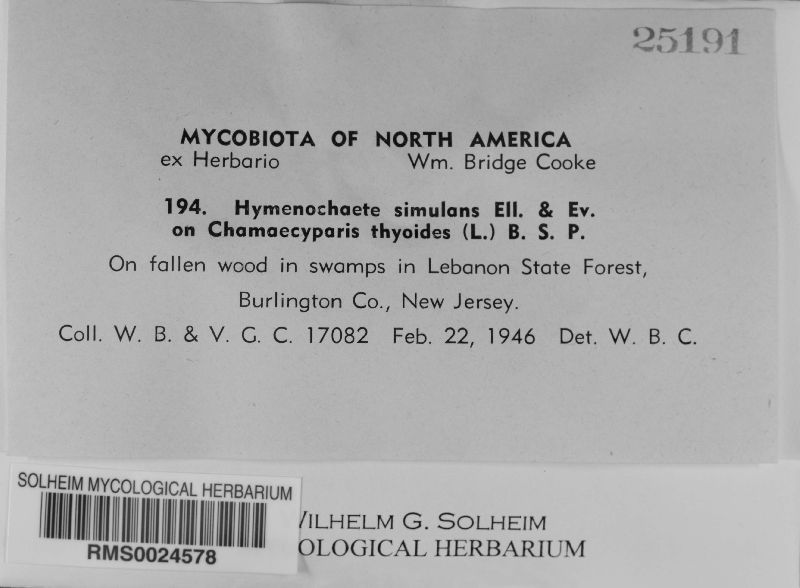 25191
MYCOBIOTA OF NORTH AMERICA
ex Herbario Wm. Bridge Cooke
194. Hymenochaete simulans Ell. & Ev.
on Chamaecyparis thyoides (L.) B. S. P.
On fallen wood in swamps in Lebanon State Forest,
Burlington Co., New Jersey.
Coll. W. B. & V. G. C. 17082 Feb. 22, 1946 Det. W. B. C.
SOLHEIM MYCOLOGICAL HERBARIUM
RMS0024578
WILHELM G. SOLHEIM
OLOGICAL HERBARIUM